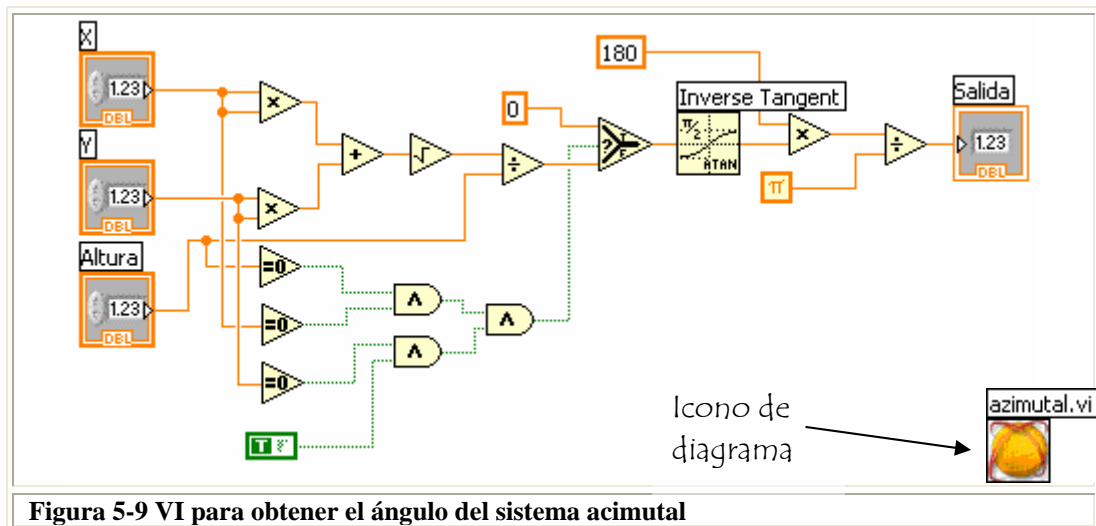 X
1.23
DBL
×
180
Inverse Tangent
π/2
ATAN
×
÷
Salida
1.23
DBL
0
?
Y
1.23
DBL
+
√
÷
×
π
Altura
1.23
DBL
=0
=0
=0
∧
∧
∧
T
Icono de
diagrama
azimutal.vi
Figura 5-9 VI para obtener el ángulo del sistema acimutal